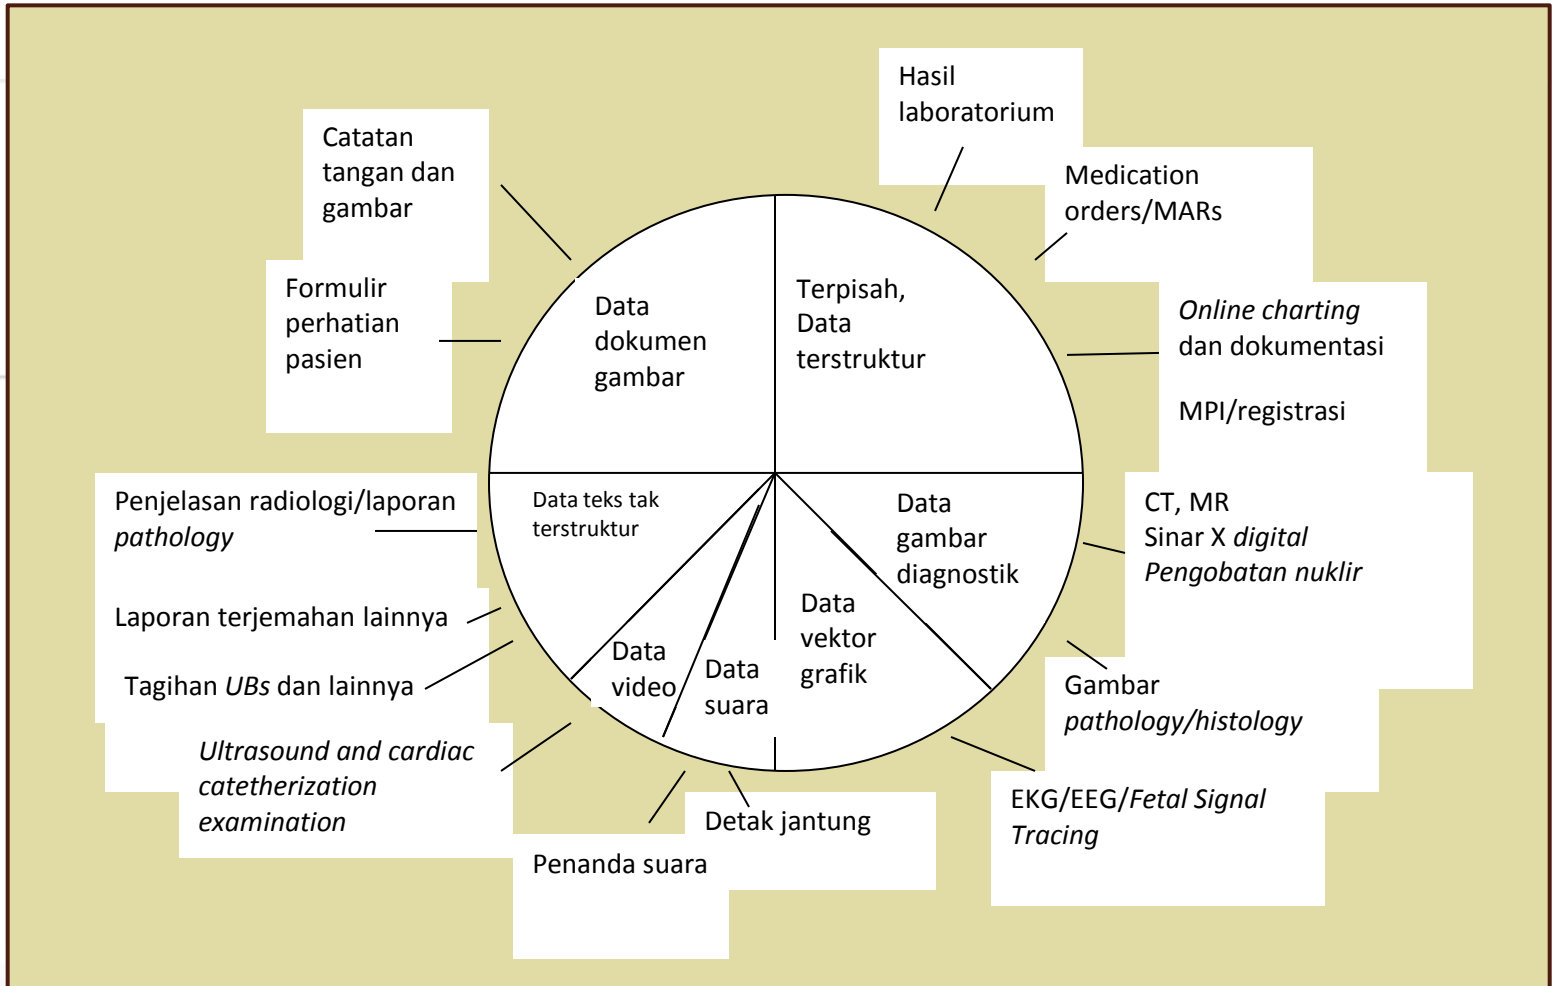 Hasil
laboratorium
Catatan
tangan dan
gambar
Medication
orders/MARs
Formulir
perhatian
pasien
Data
dokumen
gambar
Terpisah,
Data
terstruktur
Online charting
dan dokumentasi
MPI/registrasi
Penjelasan radiologi/laporan
pathology
Data teks tak
terstruktur
Data
gambar
diagnostik
CT, MR
Sinar X digital
Pengobatan nuklir
Laporan terjemahan lainnya
Tagihan UBs dan lainnya
Data
video
Data
suara
Data
vektor
grafik
Gambar
pathology/histology
Ultrasound and cardiac
catetherization
examination
Penanda suara
Detak jantung
EKG/EEG/Fetal Signal
Tracing